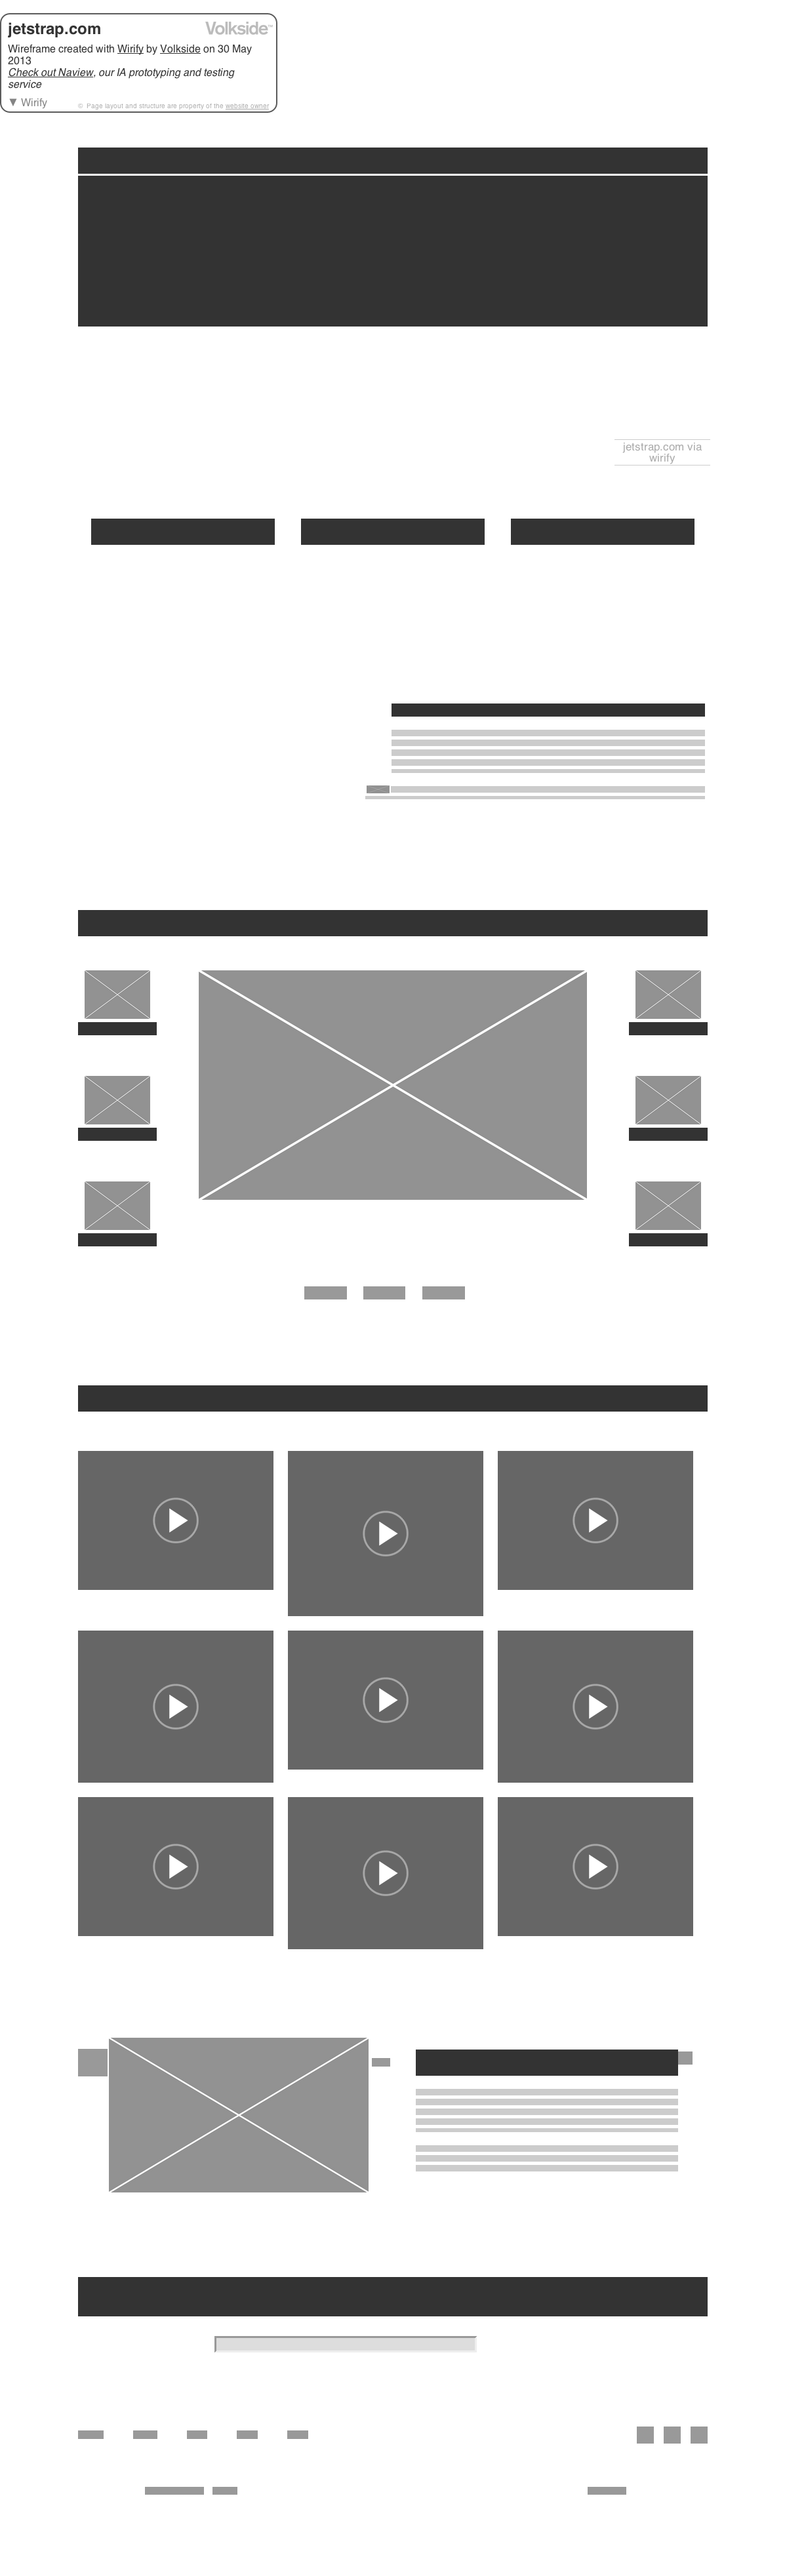 jetstrap.com
Volkside™
Wireframe created with Wirify by Volkside on 30 May
2013
Check out Naview, our IA prototyping and testing
service
▼ Wirify
© Page layout and structure are property of the website owner
jetstrap.com via
wirify